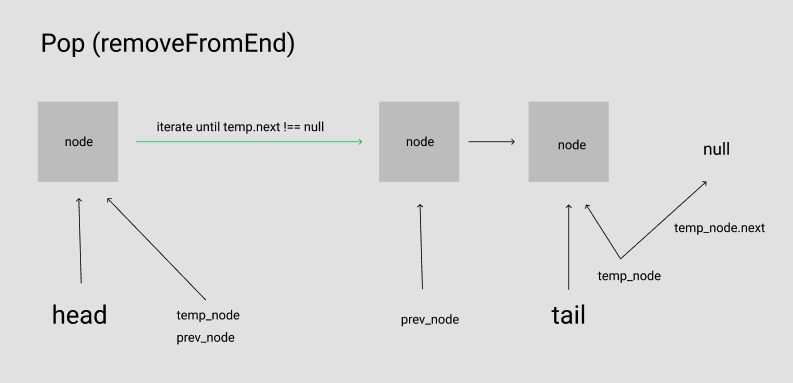 Pop (removeFromEnd)
iterate until temp.next !== null
node
node
node
null
temp_node.next
temp_node
head
temp_node
prev_node
prev_node
tail